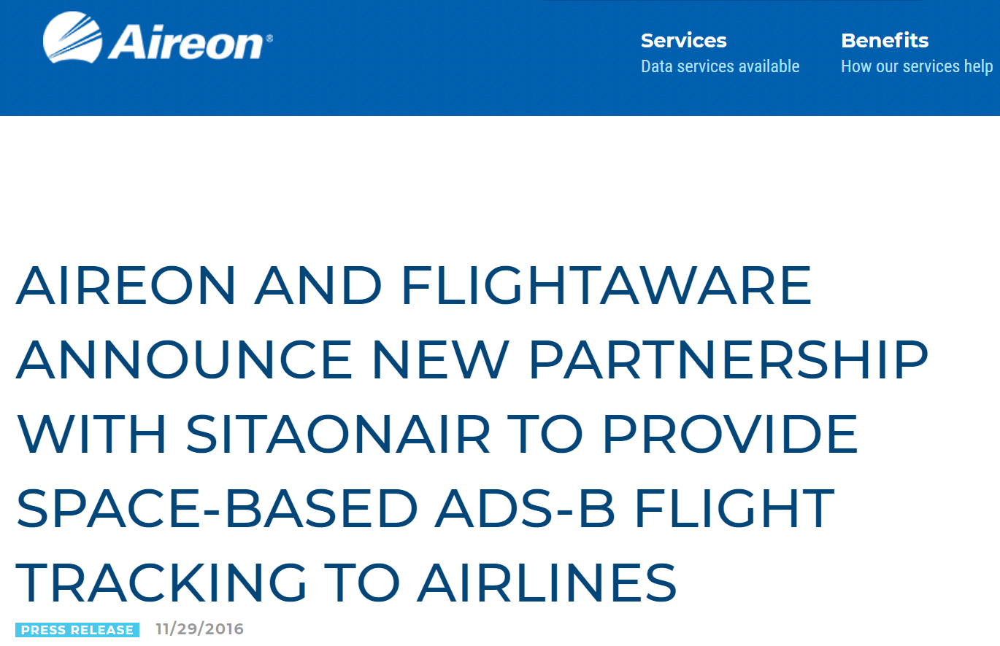 Aireon®
Services
Data services available
Benefits
How our services help
AIREON AND FLIGHTAWARE
ANNOUNCE NEW PARTNERSHIP
WITH SITAONAIR TO PROVIDE
SPACE-BASED ADS-B FLIGHT
TRACKING TO AIRLINES
PRESS RELEASE 11/29/2016